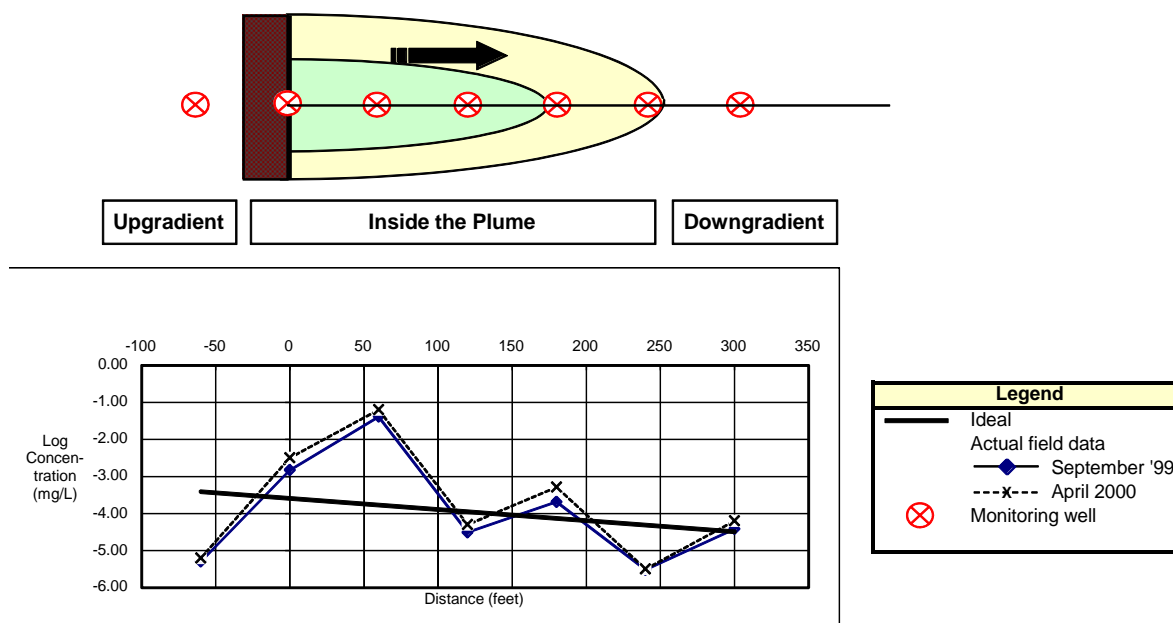 Upgradient
Inside the Plume
Downgradient
-100 -50 0 50 100 150 200 250 300 350
0.00
-1.00
-2.00
-3.00
-4.00
-5.00
-6.00
Log
Concen-
tration
(mg/L)
Distance (feet)
Legend
Ideal
Actual field data
September '99
April 2000
Monitoring well